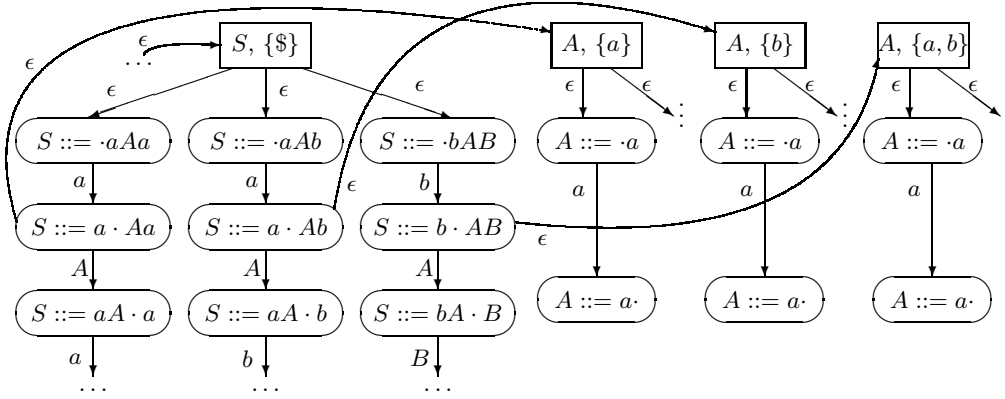 S, {$} A, {a} A, {b} A, {a, b}
ϵ ϵ …
ϵ ϵ ϵ ϵ ϵ ϵ ϵ ϵ ϵ
⋮ ⋮
S ::= ·aAa S ::= ·aAb S ::= ·bAB A ::= ·a A ::= ·a A ::= ·a
a a ϵ b a a a
S ::= a · Aa S ::= a · Ab S ::= b · AB
ϵ
A A A
S ::= aA · a S ::= aA · b S ::= bA · B A ::= a· A ::= a· A ::= a·
a b B
… … …